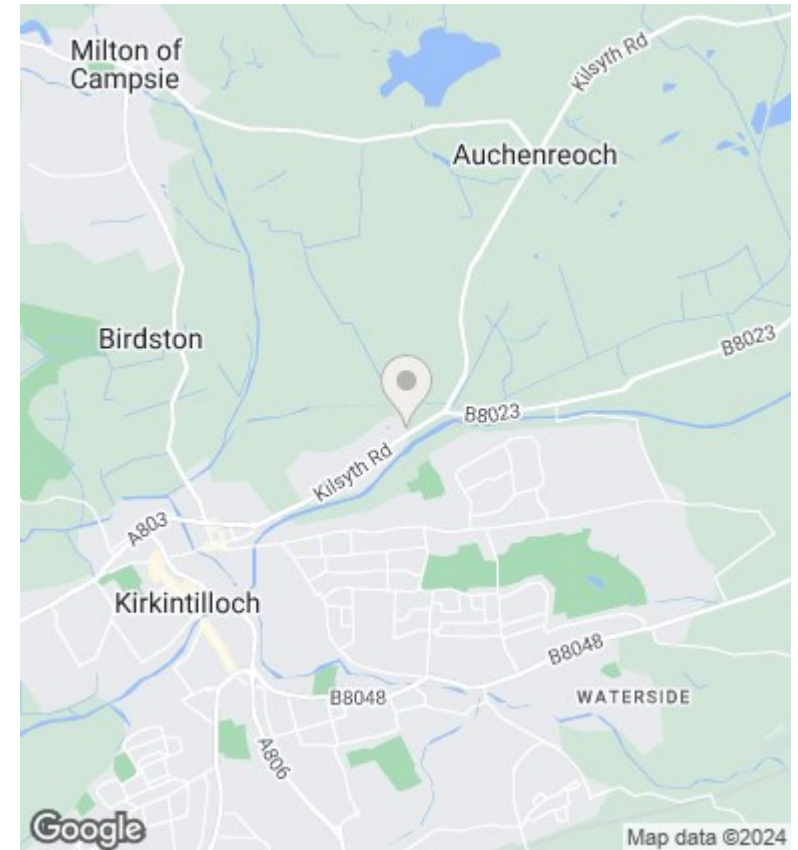 Milton of
Campsie
Kilsyth Rd
Auchenreoch
Birdston
B8023
B8023
Kilsyth Rd
A803
Kirkintilloch
B8048
B8048
WATERSIDE
A806
Google
Map data ©2024